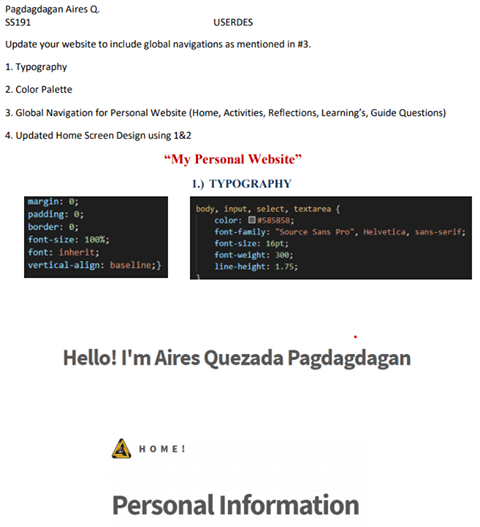 Pagdagdagan Aires Q.
SS191 USERDES
Update your website to include global navigations as mentioned in #3.
1. Typography
2. Color Palette
3. Global Navigation for Personal Website (Home, Activities, Reflections, Learning's, Guide Questions)
4. Updated Home Screen Design using 1&2
“My Personal Website”
1.) TYPOGRAPHY
margin: 0;
padding: 0;
border: 0;
font-size: 100%;
font: inherit;
vertical-align: baseline;}
body, input, select, textarea {
color: #585858;
font-family: "Source Sans Pro", Helvetica, sans-serif;
font-size: 16pt;
font-weight: 300;
line-height: 1.75;
}
Hello! I'm Aires Quezada Pagdagdagan
HOME!
Personal Information